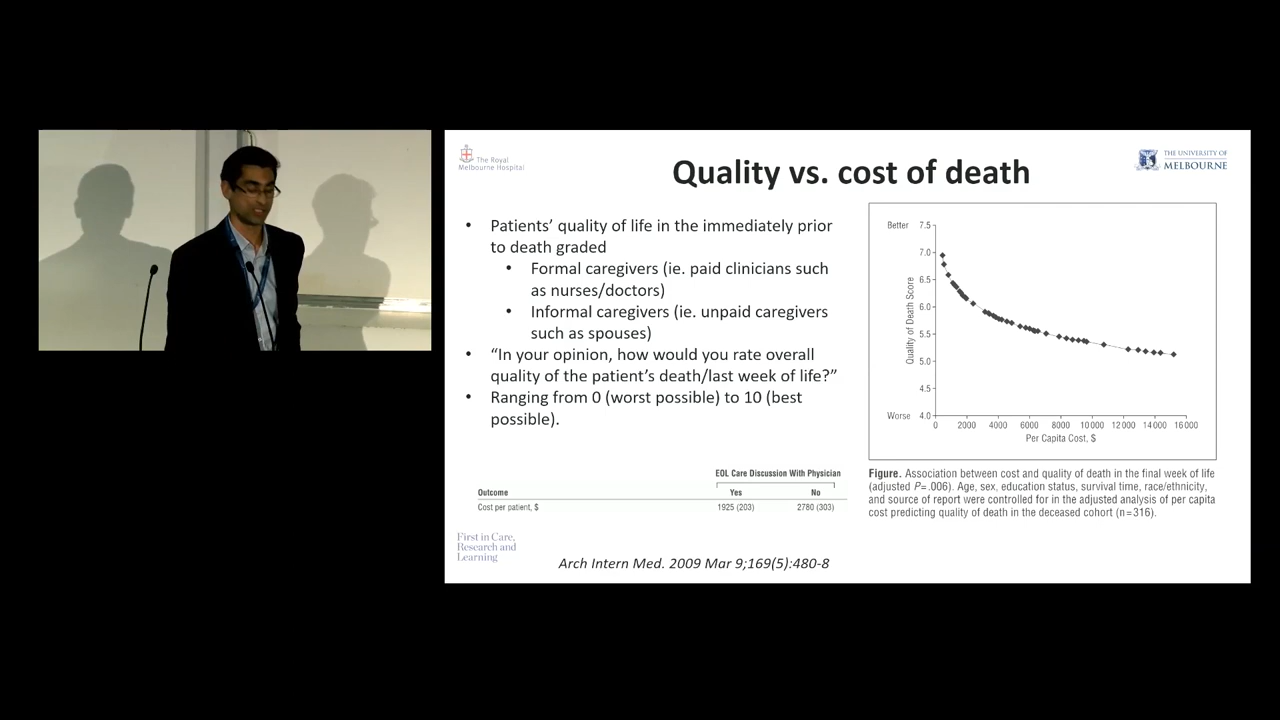 The Royal
Melbourne Hospital
Quality vs. cost of death
THE UNIVERSITY OF
MELBOURNE
• Patients’ quality of life in the immediately prior
to death graded
• Formal caregivers (ie. paid clinicians such
as nurses/doctors)
• Informal caregivers (ie. unpaid caregivers
such as spouses)
• “In your opinion, how would you rate overall
quality of the patient’s death/last week of life?”
• Ranging from 0 (worst possible) to 10 (best
possible).
EOL Care Discussion With Physician
Outcome Yes No
Cost per patient, $ 1925 (203) 2780 (303)
First in Care,
Research and
Learning
Arch Intern Med. 2009 Mar 9;169(5):480-8
Better 7.5
7.0
6.5
6.0
5.5
5.0
4.5
Worse 4.0
Quality of Death Score
0 2000 4000 6000 8000 10 000 12 000 14 000 16 000
Per Capita Cost, $
Figure. Association between cost and quality of death in the final week of life
(adjusted P=.006). Age, sex, education status, survival time, race/ethnicity,
and source of report were controlled for in the adjusted analysis of per capita
cost predicting quality of death in the deceased cohort (n=316).